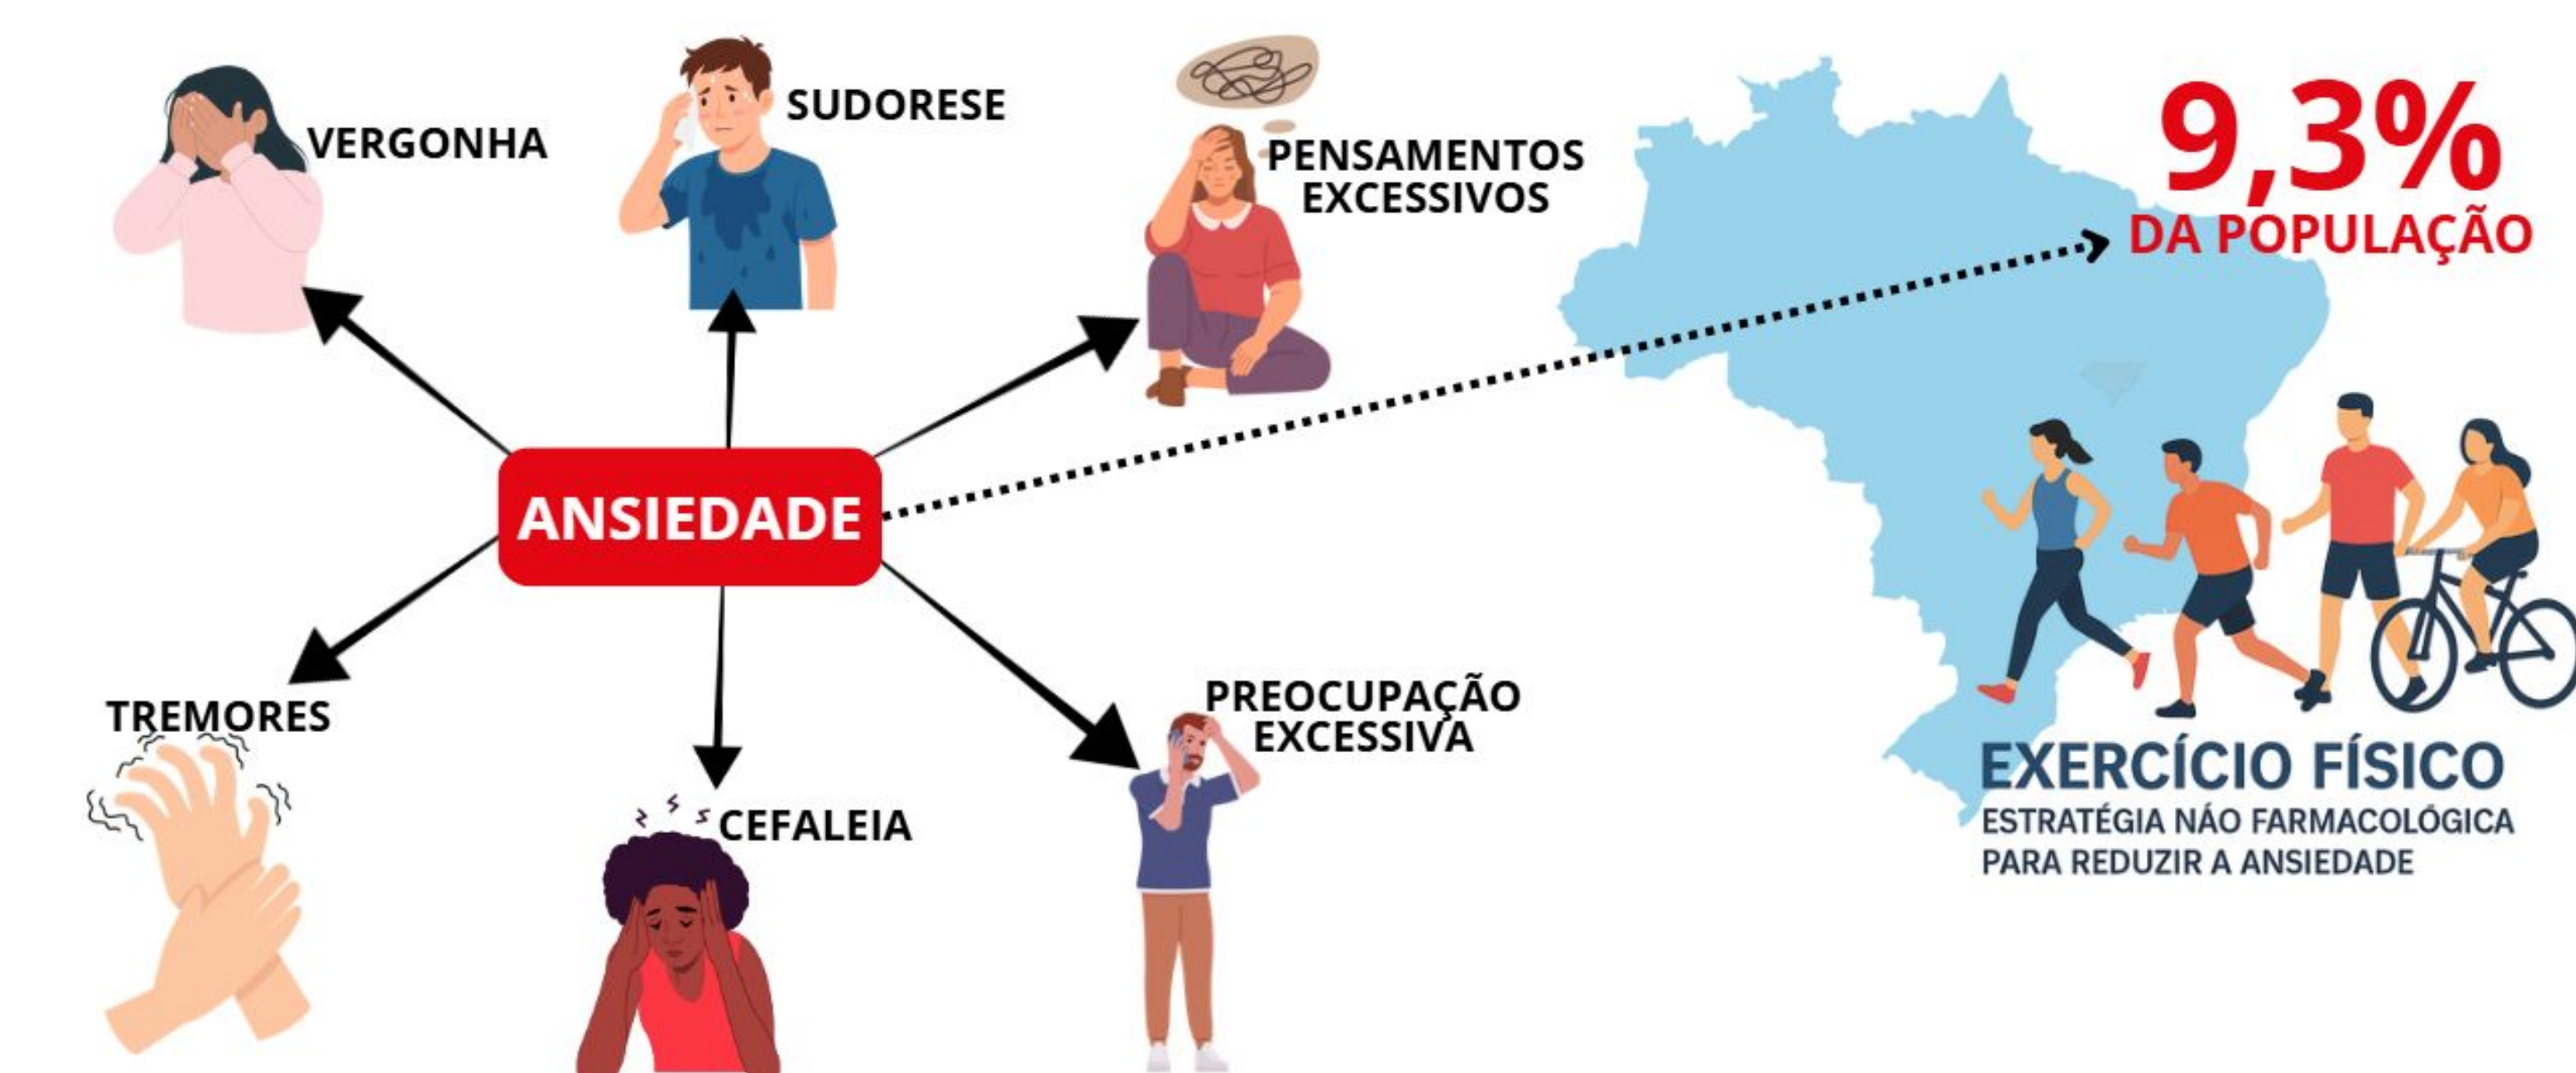 VERGONHA
SUDORESE
PENSAMENTOS
EXCESSIVOS
9,3%
DA POPULAÇÃO
ANSIEDADE
TREMORES
CEFALEIA
PREOCUPAÇÃO
EXCESSIVA
EXERCÍCIO FÍSICO
ESTRATÉGIA NÁO FARMACOLÓGICA
PARA REDUZIR A ANSIEDADE